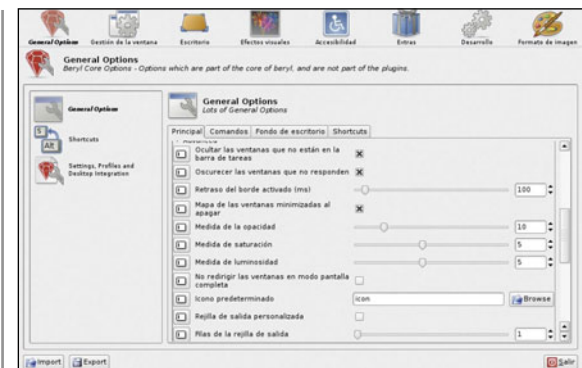 General Options
Gestión de la ventana
Escritorio
Efectos visuales
Accesibilidad
Extras
Desarrollo
Formato de imagen
General Options
Beryl Core Options - Options which are part of the core of beryl, and are not part of the plugins.
General Options
Shortcuts
Settings, Profiles and
Desktop Integration
General Options
Lots of General Options
Principal
Comandos
Fondo de escritorio
Shortcuts
Advanced
Ocultar las ventanas que no están en la
barra de tareas
Oscurecer las ventanas que no responden
Retraso del borde activado (ms)
100
Mapa de las ventanas minimizadas al
apagar
Medida de la opacidad
10
Medida de saturación
5
Medida de luminosidad
5
No redirigir las ventanas en modo pantalla
completa
Icono predeterminado
icon
Browse
Rejilla de salida personalizada
Filas de la rejilla de salida
1
Import
Export
Salir